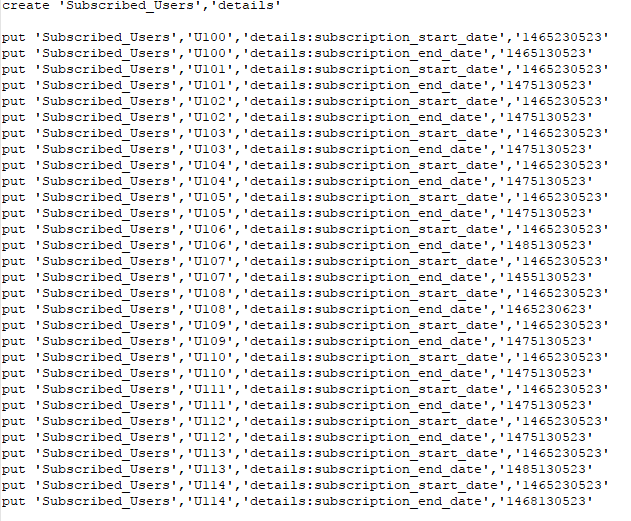 create 'Subscribed_Users','details'
put 'Subscribed_Users','U100','details:subscription_start_date','1465230523'
put 'Subscribed_Users','U100','details:subscription_end_date','1465130523'
put 'Subscribed_Users','U101','details:subscription_start_date','1465230523'
put 'Subscribed_Users','U101','details:subscription_end_date','1475130523'
put 'Subscribed_Users','U102','details:subscription_start_date','1465230523'
put 'Subscribed_Users','U102','details:subscription_end_date','1475130523'
put 'Subscribed_Users','U103','details:subscription_start_date','1465230523'
put 'Subscribed_Users','U103','details:subscription_end_date','1475130523'
put 'Subscribed_Users','U104','details:subscription_start_date','1465230523'
put 'Subscribed_Users','U104','details:subscription_end_date','1475130523'
put 'Subscribed_Users','U105','details:subscription_start_date','1465230523'
put 'Subscribed_Users','U105','details:subscription_end_date','1475130523'
put 'Subscribed_Users','U106','details:subscription_start_date','1465230523'
put 'Subscribed_Users','U106','details:subscription_end_date','1485130523'
put 'Subscribed_Users','U107','details:subscription_start_date','1465230523'
put 'Subscribed_Users','U107','details:subscription_end_date','1455130523'
put 'Subscribed_Users','U108','details:subscription_start_date','1465230523'
put 'Subscribed_Users','U108','details:subscription_end_date','1465230623'
put 'Subscribed_Users','U109','details:subscription_start_date','1465230523'
put 'Subscribed_Users','U109','details:subscription_end_date','1475130523'
put 'Subscribed_Users','U110','details:subscription_start_date','1465230523'
put 'Subscribed_Users','U110','details:subscription_end_date','1475130523'
put 'Subscribed_Users','U111','details:subscription_start_date','1465230523'
put 'Subscribed_Users','U111','details:subscription_end_date','1475130523'
put 'Subscribed_Users','U112','details:subscription_start_date','1465230523'
put 'Subscribed_Users','U112','details:subscription_end_date','1475130523'
put 'Subscribed_Users','U113','details:subscription_start_date','1465230523'
put 'Subscribed_Users','U113','details:subscription_end_date','1485130523'
put 'Subscribed_Users','U114','details:subscription_start_date','1465230523'
put 'Subscribed_Users','U114','details:subscription_end_date','1468130523'